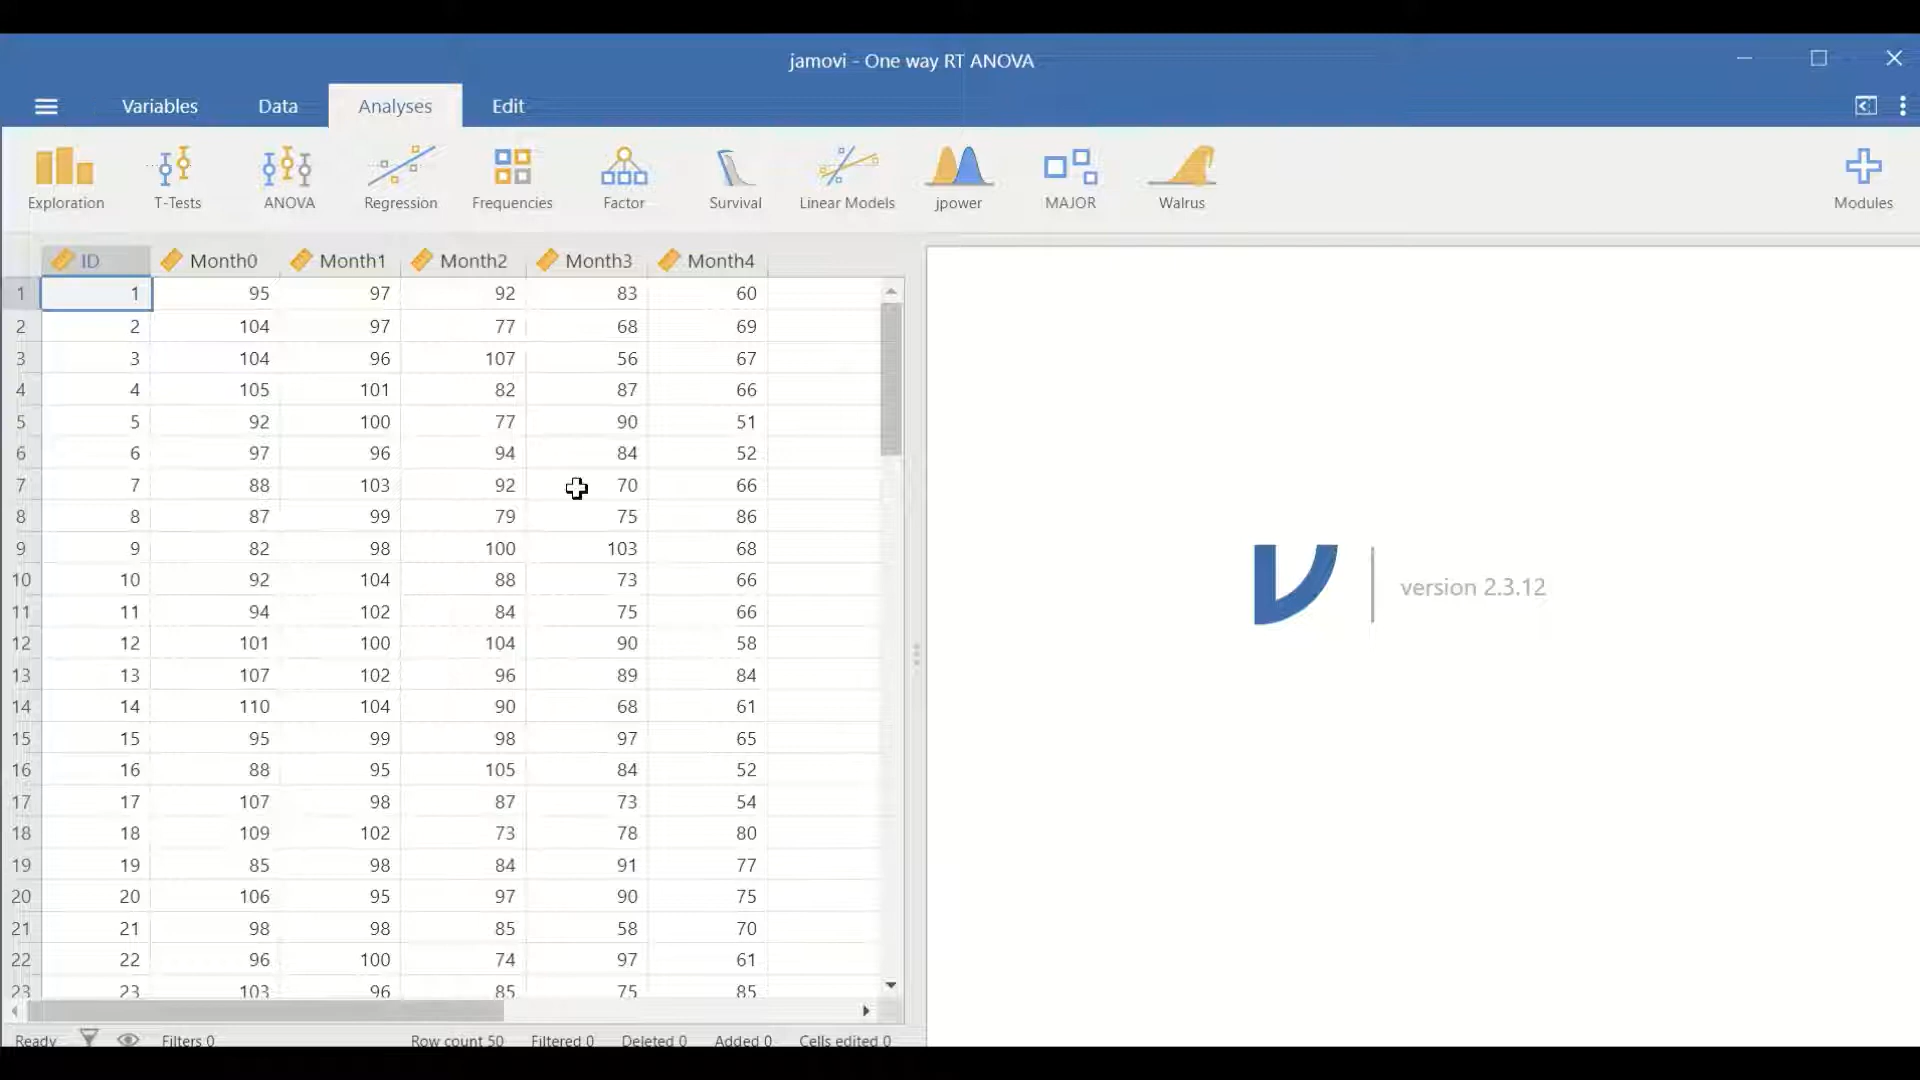 jamovi - One way RT ANOVA
Variables Data Analyses Edit
Exploration T-Tests ANOVA Regression Frequencies Factor Survival Linear Models jpower MAJOR Walrus Modules
ID Month0 Month1 Month2 Month3 Month4
1 1 95 97 92 83 60
2 2 104 97 77 68 69
3 3 104 96 107 56 67
4 4 105 101 82 87 66
5 5 92 100 77 90 51
6 6 97 96 94 84 52
7 7 88 103 92 70 66
8 8 87 99 79 75 86
9 9 82 98 100 103 68
10 10 92 104 88 73 66
11 11 94 102 84 75 66
12 12 101 100 104 90 58
13 13 107 102 96 89 84
14 14 110 104 90 68 61
15 15 95 99 98 97 65
16 16 88 95 105 84 52
17 17 107 98 87 73 54
18 18 109 102 73 78 80
19 19 85 98 84 91 77
20 20 106 95 97 90 75
21 21 98 98 85 58 70
22 22 96 100 74 97 61
23 23 103 96 85 75 85
version 2.3.12
Ready Filters 0 Row count 50 Filtered 0 Deleted 0 Added 0 Cells edited 0